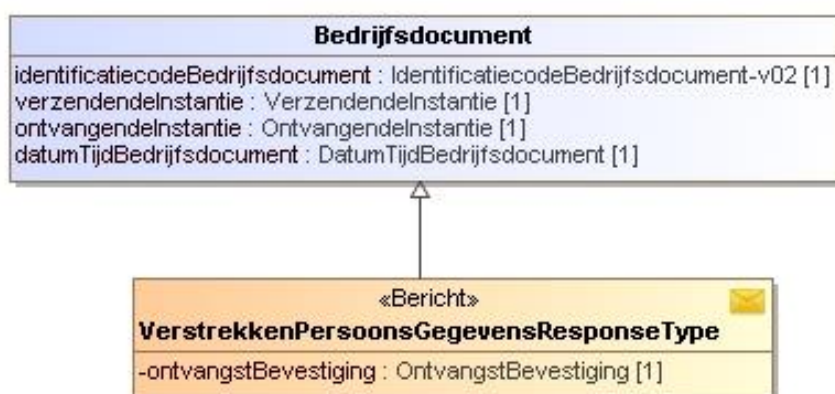 Bedrijfsdocument
identificatiecodeBedrijfsdocument : IdentificatiecodeBedrijfsdocument-v02 [1]
verzendendeInstantie : VerzendendeInstantie [1]
ontvangendeInstantie : OntvangendeInstantie [1]
datumTijdBedrijfsdocument : DatumTijdBedrijfsdocument [1]
«Bericht»
VerstrekkenPersoonsGegevensResponseType
-ontvangstBevestiging : OntvangstBevestiging [1]